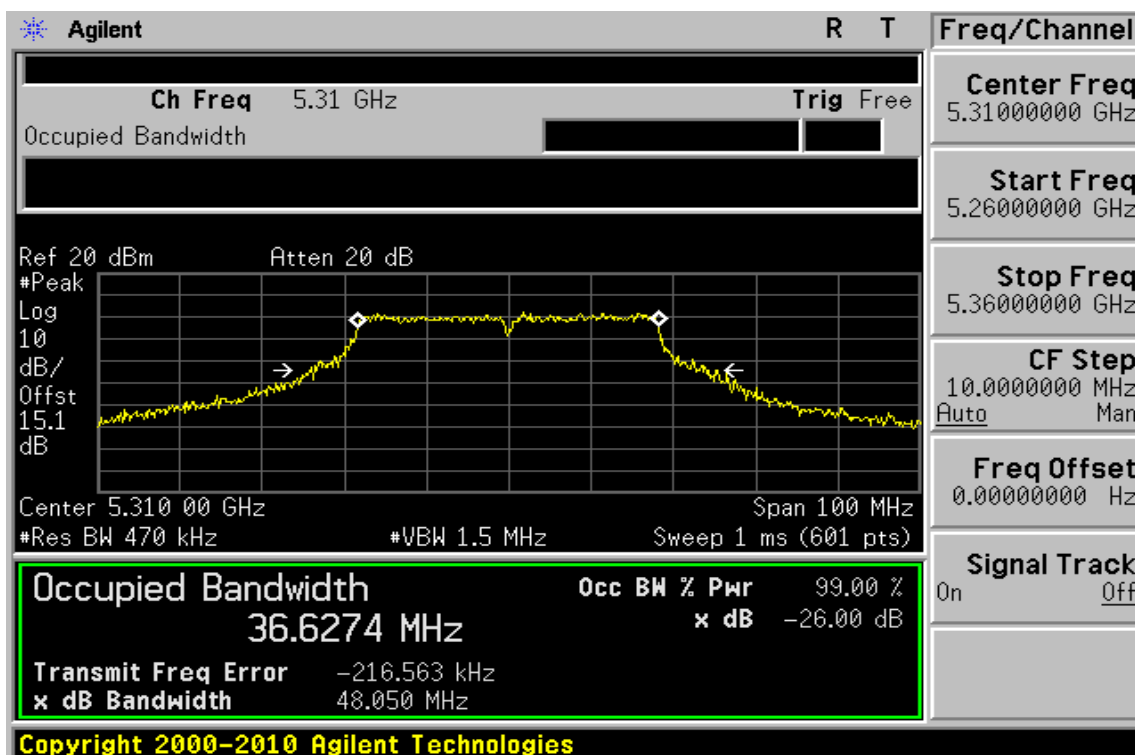 Agilent R T
Ch Freq 5.31 GHz Trig Free
Occupied Bandwidth
Ref 20 dBm Atten 20 dB
#Peak
Log
10
dB/
Offst
15.1
dB
Center 5.310 00 GHz Span 100 MHz
#Res BW 470 kHz #VBW 1.5 MHz Sweep 1 ms (601 pts)
Occupied Bandwidth
36.6274 MHz
Occ BW % Pwr 99.00 %
x dB -26.00 dB
Transmit Freq Error -216.563 kHz
x dB Bandwidth 48.050 MHz
Copyright 2000-2010 Agilent Technologies
Freq/Channel
Center Freq
5.31000000 GHz
Start Freq
5.26000000 GHz
Stop Freq
5.36000000 GHz
CF Step
10.0000000 MHz
Auto Man
Freq Offset
0.00000000 Hz
Signal Track
On Off